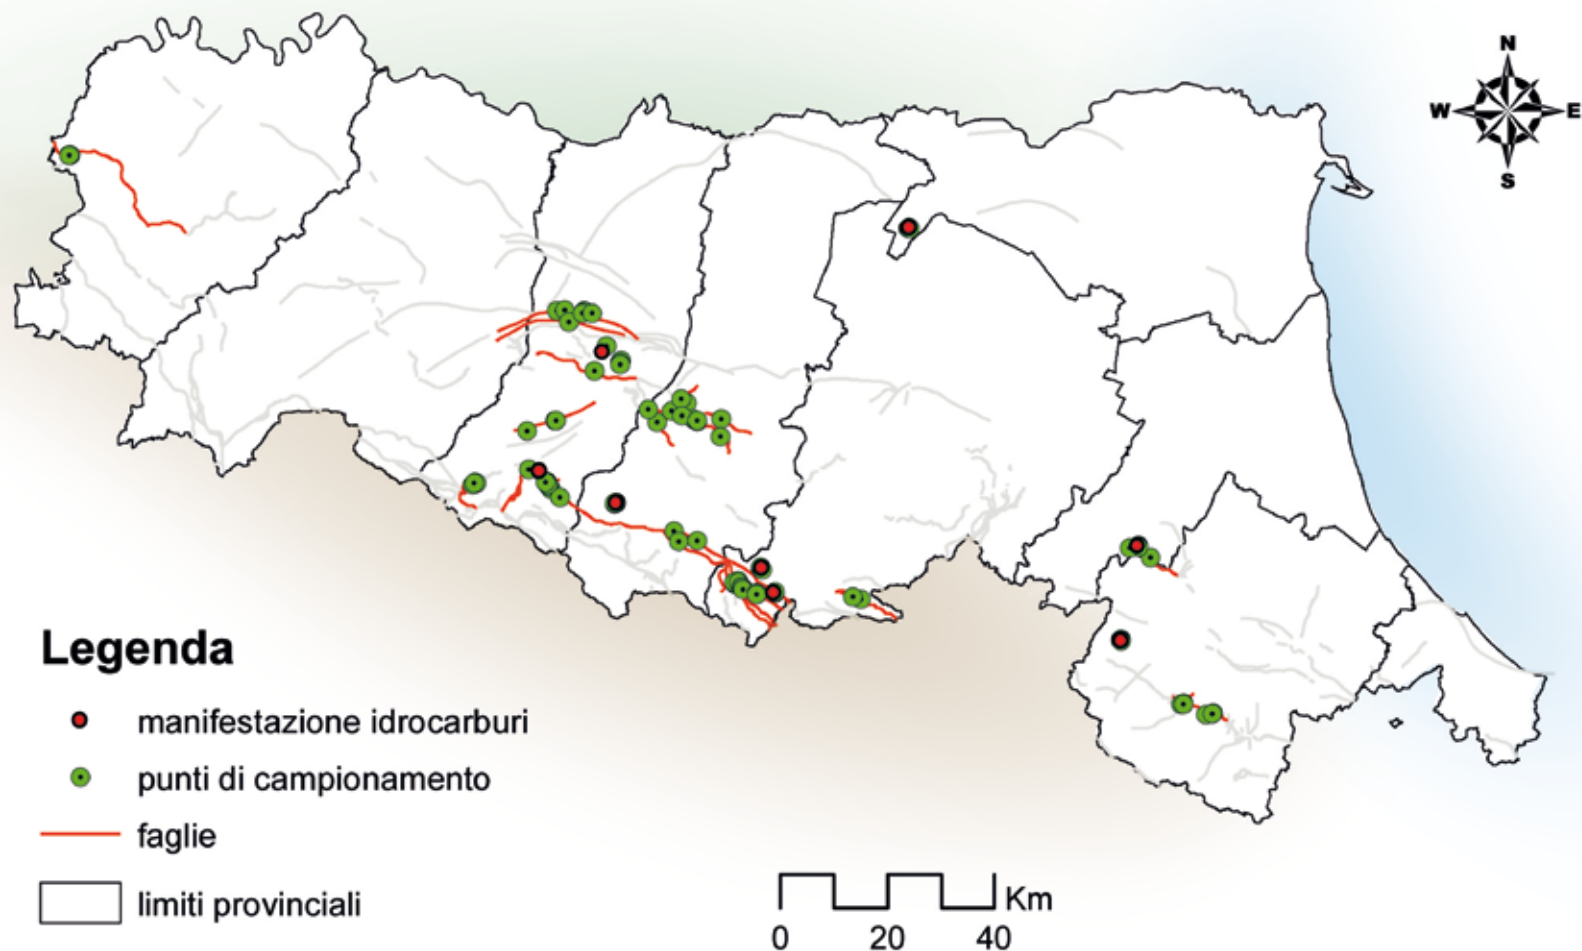 N
W E
S
Legenda
manifestazione idrocarburi
punti di campionamento
faglie
limiti provinciali
Km
0 20 40